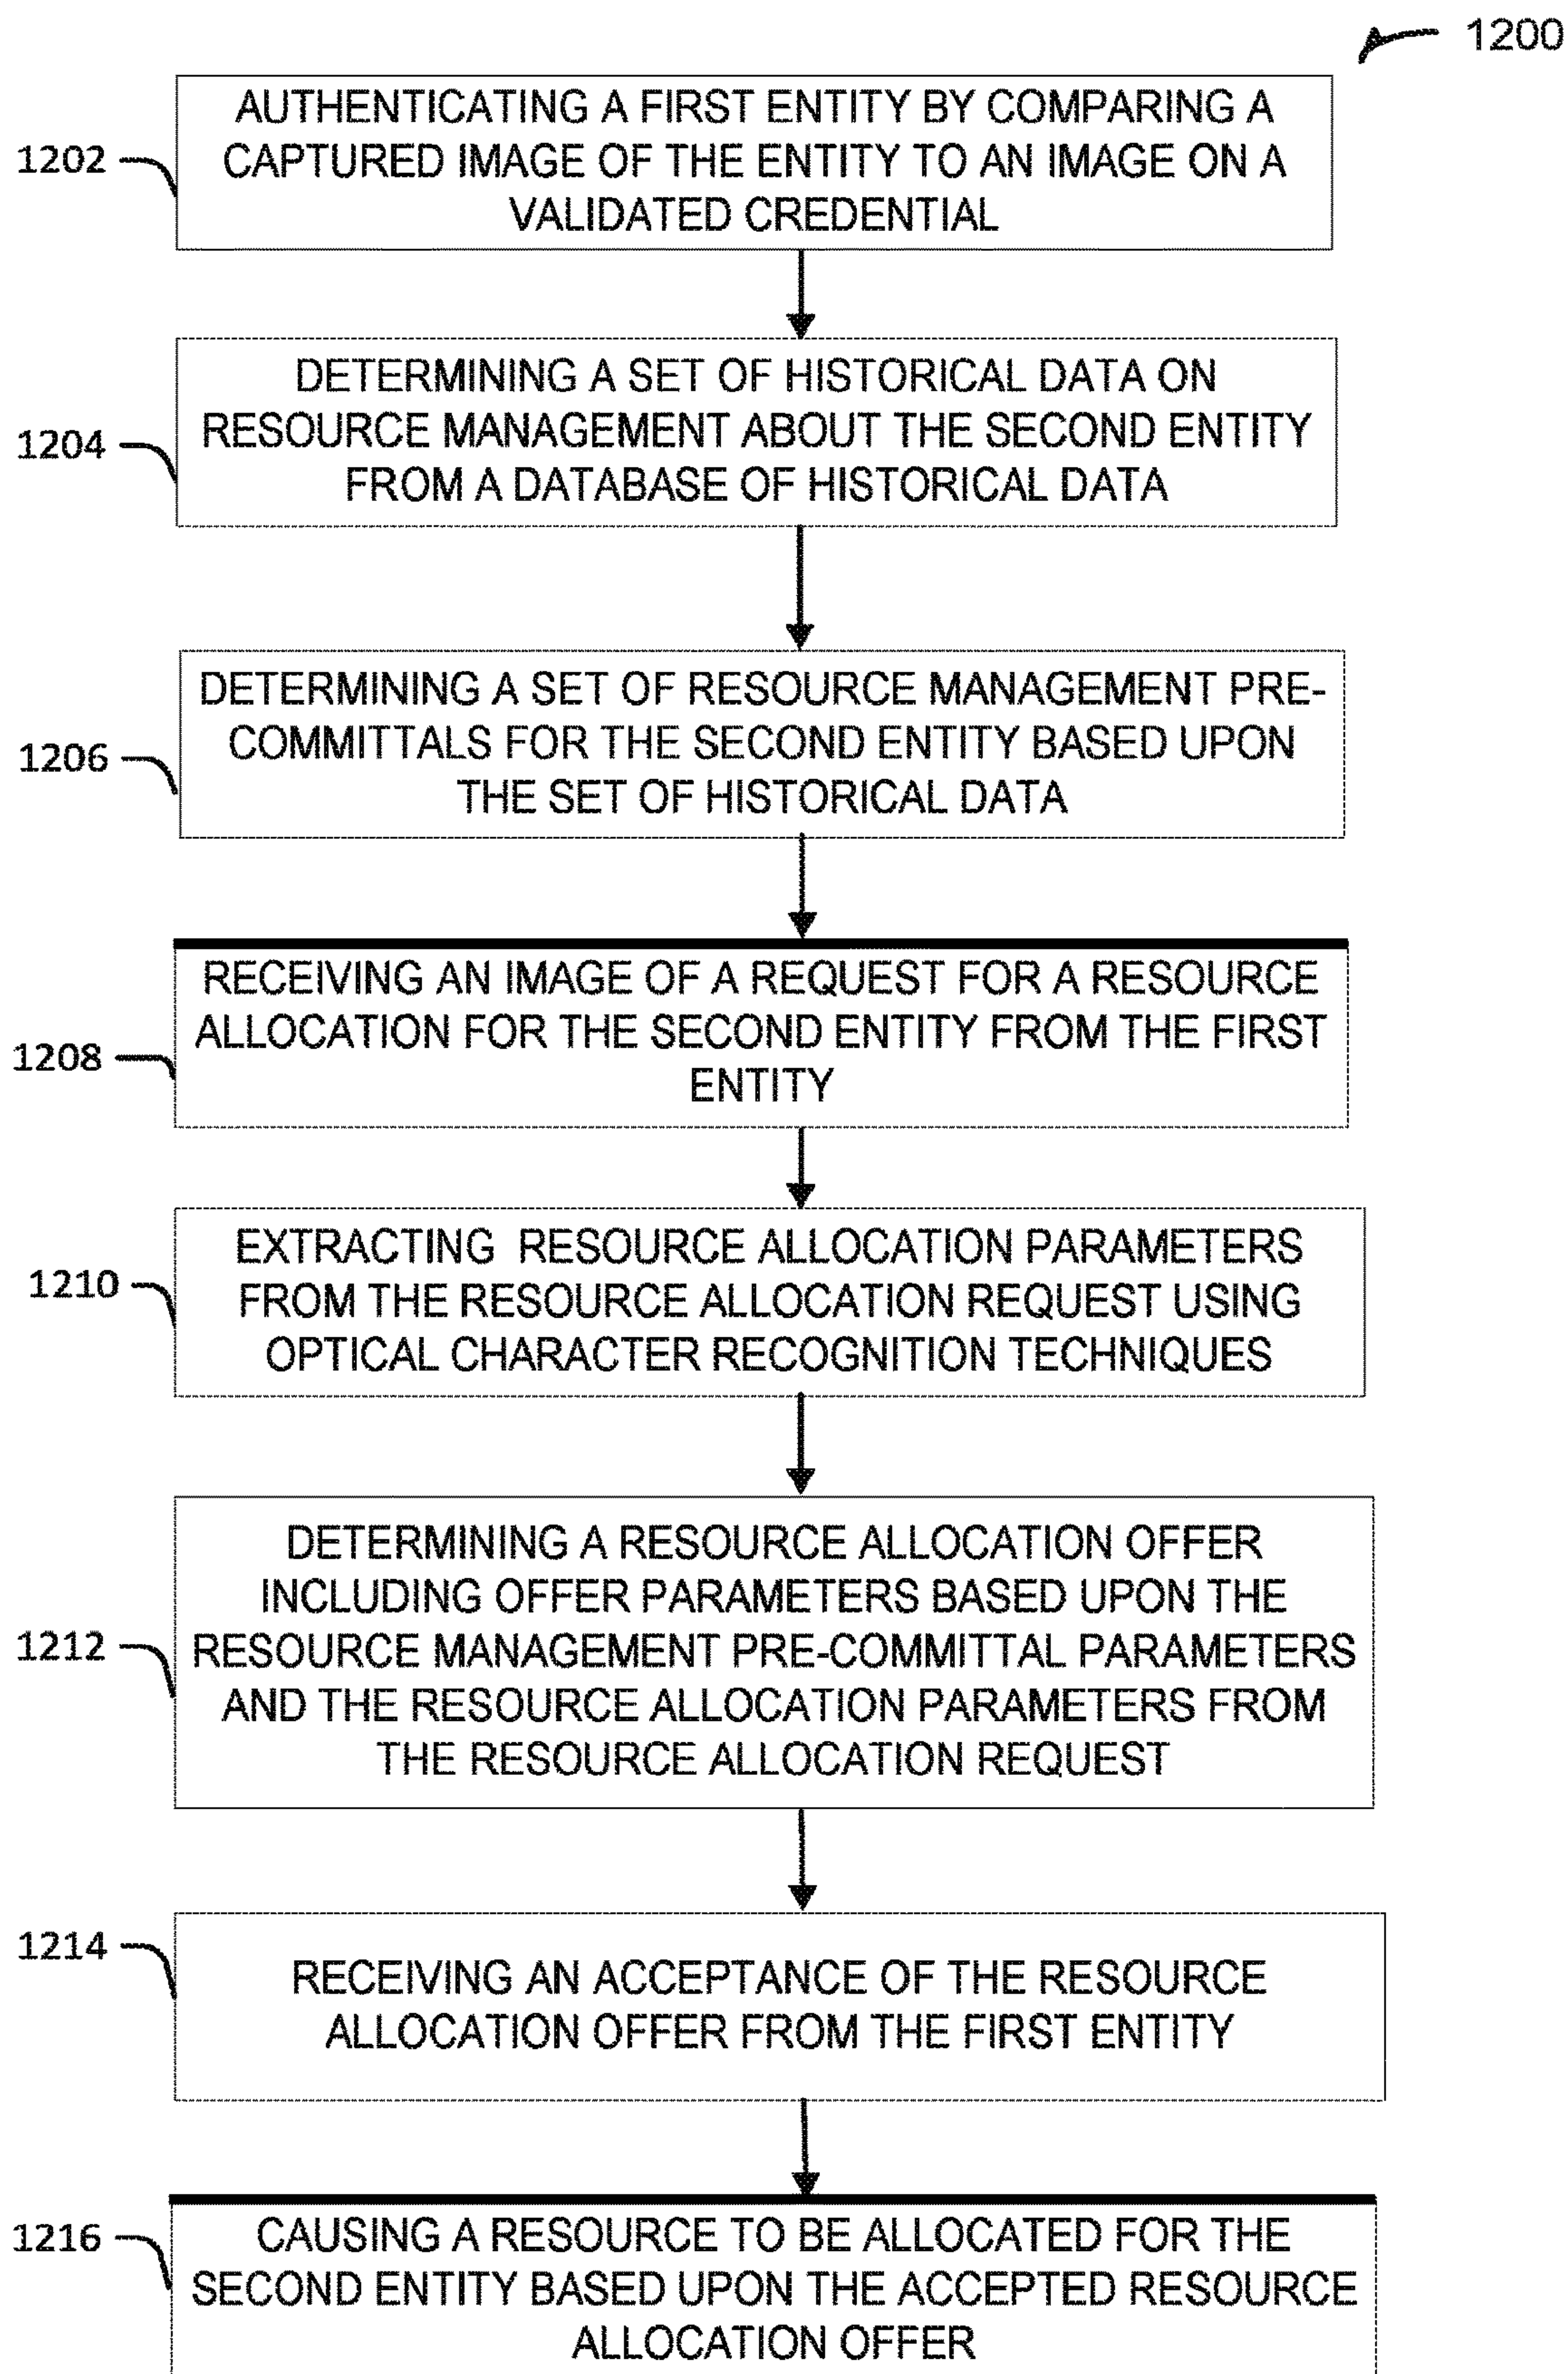 1200
AUTHENTICATING A FIRST ENTITY BY COMPARING A
CAPTURED IMAGE OF THE ENTITY TO AN IMAGE ON A
VALIDATED CREDENTIAL
1202
DETERMINING A SET OF HISTORICAL DATA ON
RESOURCE MANAGEMENT ABOUT THE SECOND ENTITY
FROM A DATABASE OF HISTORICAL DATA
1204
DETERMINING A SET OF RESOURCE MANAGEMENT PRE-
COMMITTALS FOR THE SECOND ENTITY BASED UPON
THE SET OF HISTORICAL DATA
1206
RECEIVING AN IMAGE OF A REQUEST FOR A RESOURCE
ALLOCATION FOR THE SECOND ENTITY FROM THE FIRST
ENTITY
1208
EXTRACTING RESOURCE ALLOCATION PARAMETERS
FROM THE RESOURCE ALLOCATION REQUEST USING
OPTICAL CHARACTER RECOGNITION TECHNIQUES
1210
DETERMINING A RESOURCE ALLOCATION OFFER
INCLUDING OFFER PARAMETERS BASED UPON THE
RESOURCE MANAGEMENT PRE-COMMITTAL PARAMETERS
AND THE RESOURCE ALLOCATION PARAMETERS FROM
THE RESOURCE ALLOCATION REQUEST
1212
RECEIVING AN ACCEPTANCE OF THE RESOURCE
ALLOCATION OFFER FROM THE FIRST ENTITY
1214
CAUSING A RESOURCE TO BE ALLOCATED FOR THE
SECOND ENTITY BASED UPON THE ACCEPTED RESOURCE
ALLOCATION OFFER
1216